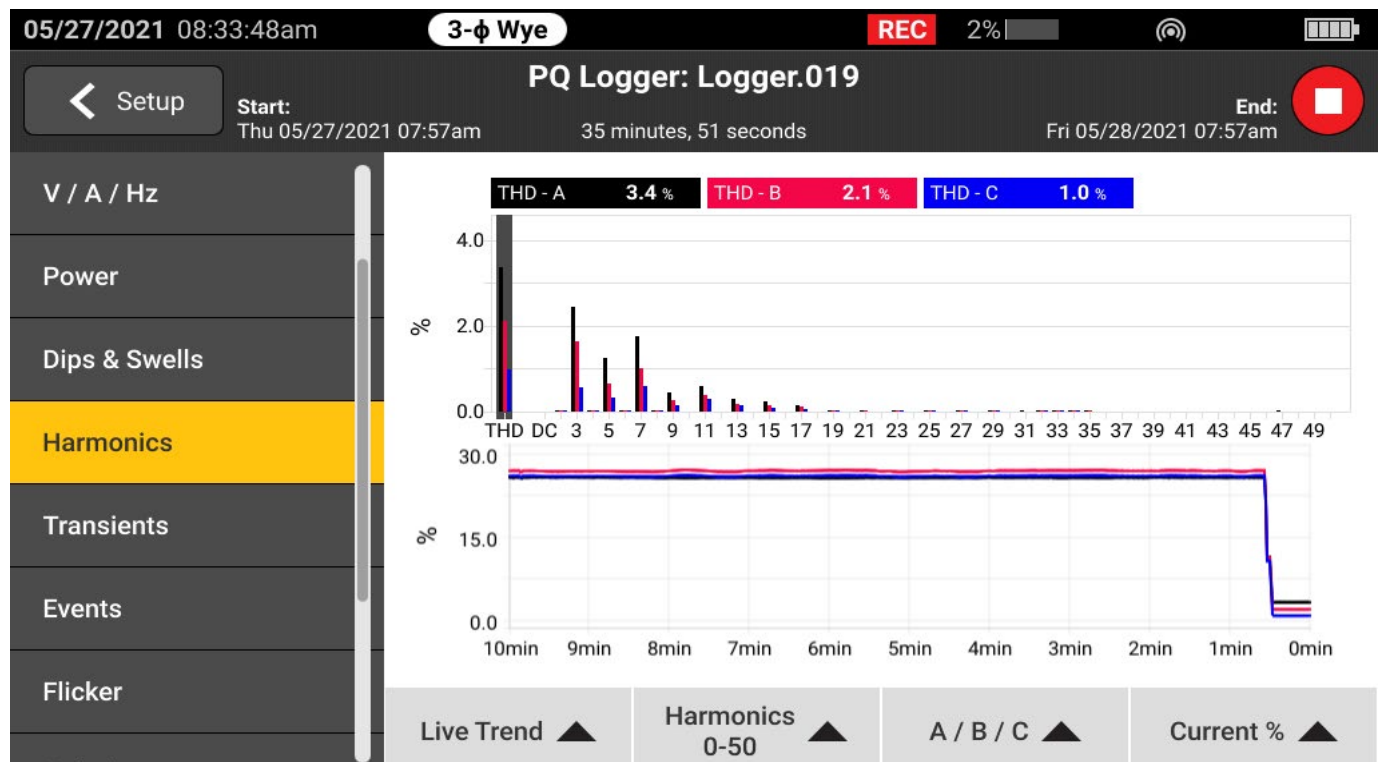 05/27/2021 08:33:48am 3-ϕ Wye REC 2%
Setup
PQ Logger: Logger.019
Start:
Thu 05/27/2021 07:57am
35 minutes, 51 seconds
End:
Fri 05/28/2021 07:57am
V / A / Hz
Power
Dips & Swells
Harmonics
Transients
Events
Flicker
THD - A 3.4 % THD - B 2.1 % THD - C 1.0 %
4.0
2.0
0.0
%
THD DC 3 5 7 9 11 13 15 17 19 21 23 25 27 29 31 33 35 37 39 41 43 45 47 49
30.0
15.0
0.0
%
10min 9min 8min 7min 6min 5min 4min 3min 2min 1min 0min
Live Trend
Harmonics
0-50
A / B / C
Current %